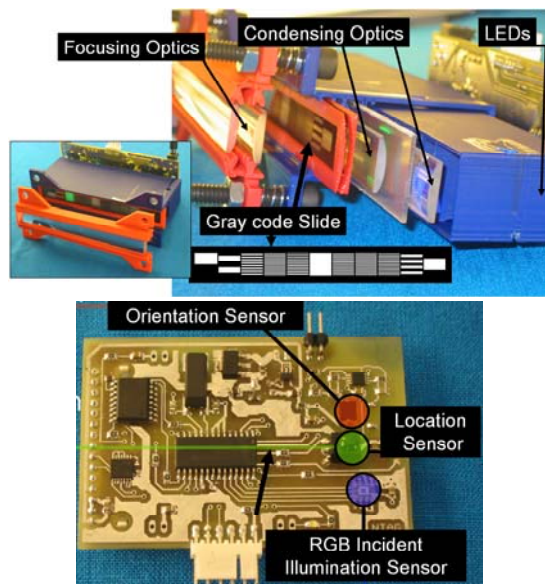 Focusing Optics
Condensing Optics
LEDs
Gray code Slide
Orientation Sensor
Location
Sensor
RGB Incident
Illumination Sensor